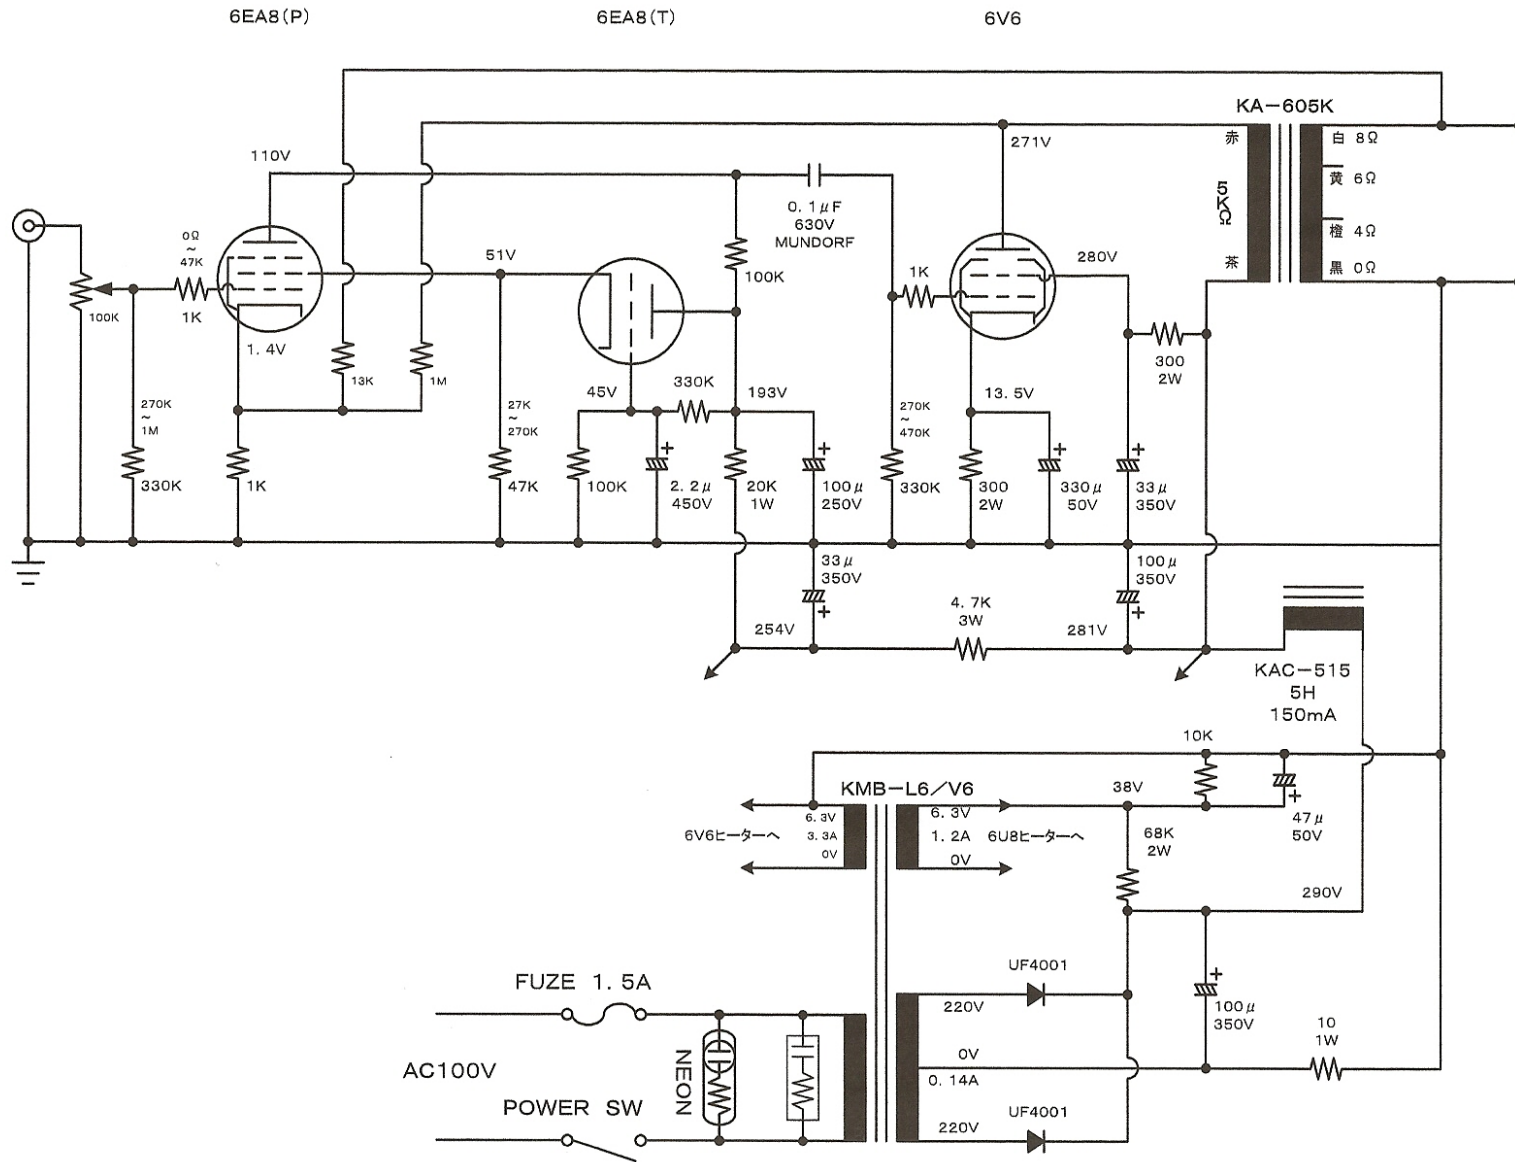 6EA8(P)
6EA8(T)
6V6
KA-605K
赤
白 8Ω
黄 6Ω
橙 4Ω
黒 0Ω
5KΩ
茶
110V
271V
0.1μF
630V
MUNDORF
0Ω
~
47K
1K
100K
51V
100K
1K
280V
300
2W
1.4V
13K
1M
45V
330K
193V
13.5V
270K
~
1M
330K
1K
27K
~
270K
47K
100K
2.2μ
450V
20K
1W
100μ
250V
270K
~
470K
330K
300
2W
330μ
50V
33μ
350V
33μ
350V
100μ
350V
254V
4.7K
3W
281V
KAC-515
5H
150mA
10K
KMB-L6/V6
38V
6.3V
3.3A
0V
6V6ヒーターへ
6.3V
1.2A
0V
6U8ヒーターへ
68K
2W
47μ
50V
290V
FUZE 1.5A
UF4001
220V
100μ
350V
10
1W
AC100V
NEON
0V
0.14A
POWER SW
220V
UF4001